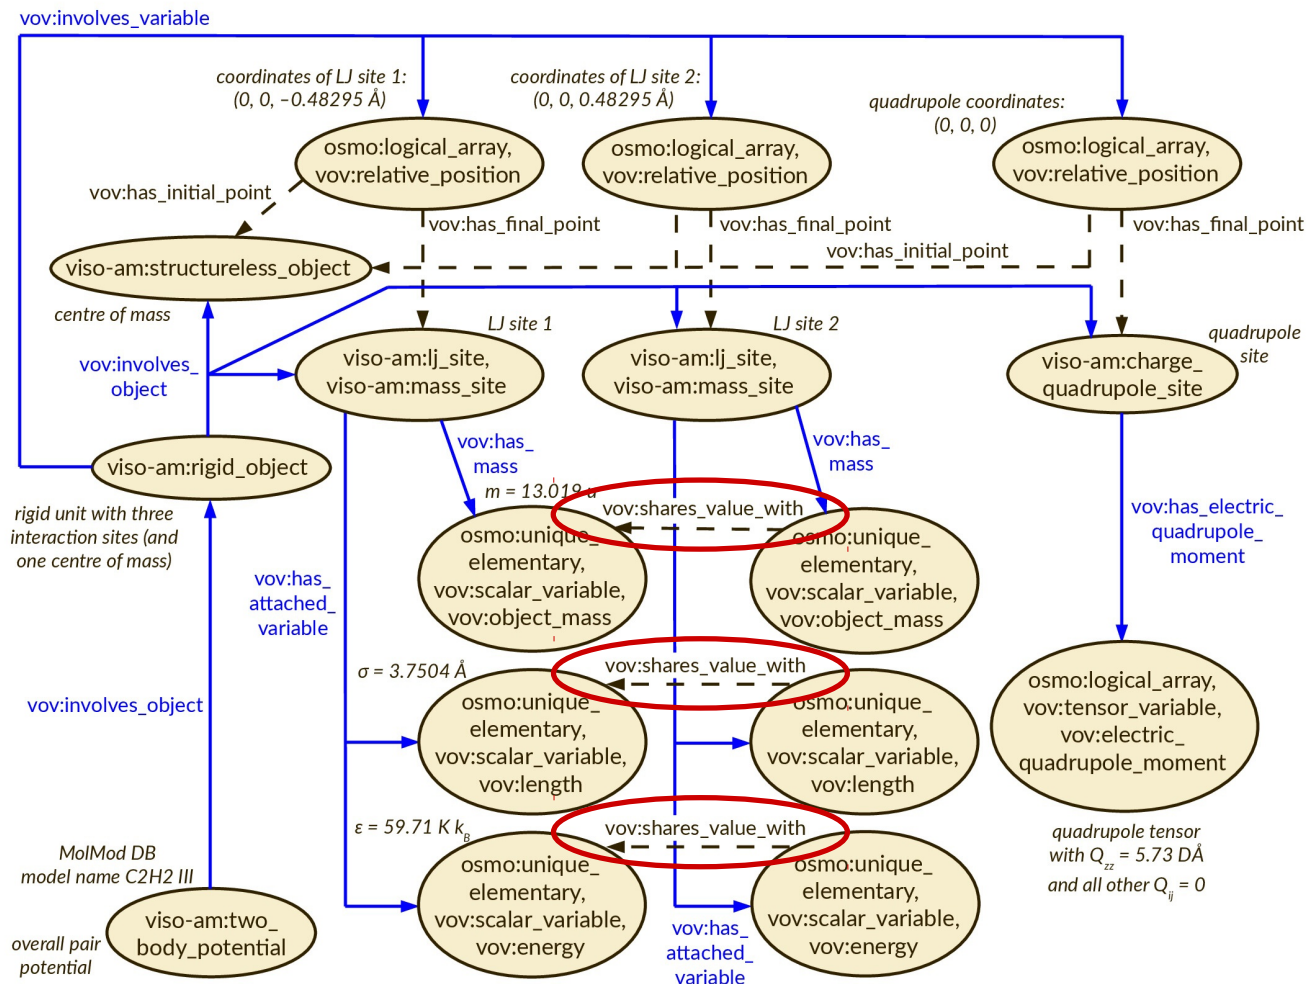 vov:involves_variable
coordinates of LJ site 1:
(0, 0, −0.48295 Å)
coordinates of LJ site 2:
(0, 0, 0.48295 Å)
quadrupole coordinates:
(0, 0, 0)
osmo:logical_array,
vov:relative_position
osmo:logical_array,
vov:relative_position
osmo:logical_array,
vov:relative_position
vov:has_initial_point
vov:has_final_point
vov:has_final_point
vov:has_final_point
vov:has_initial_point
viso-am:structureless_object
centre of mass
LJ site 1
LJ site 2
quadrupole
site
vov:involves_
object
viso-am:lj_site,
viso-am:mass_site
viso-am:lj_site,
viso-am:mass_site
viso-am:charge_
quadrupole_site
vov:has_
mass
vov:has_
mass
viso-am:rigid_object
rigid unit with three
interaction sites (and
one centre of mass)
m = 13.019 u
vov:shares_value_with
vov:has_electric_
quadrupole_
moment
osmo:unique_
elementary,
vov:scalar_variable,
vov:object_mass
osmo:unique_
elementary,
vov:scalar_variable,
vov:object_mass
vov:has_
attached_
variable
σ = 3.7504 Å
vov:shares_value_with
osmo:unique_
elementary,
vov:scalar_variable,
vov:length
osmo:unique_
elementary,
vov:scalar_variable,
vov:length
osmo:logical_array,
vov:tensor_variable,
vov:electric_
quadrupole_moment
vov:involves_object
ε = 59.71 K kB
vov:shares_value_with
quadrupole tensor
with Qzz = 5.73 DÅ
and all other Qij = 0
MolMod DB
model name C2H2 III
osmo:unique_
elementary,
vov:scalar_variable,
vov:energy
osmo:unique_
elementary,
vov:scalar_variable,
vov:energy
viso-am:two_
body_potential
overall pair
potential
vov:has_
attached_
variable